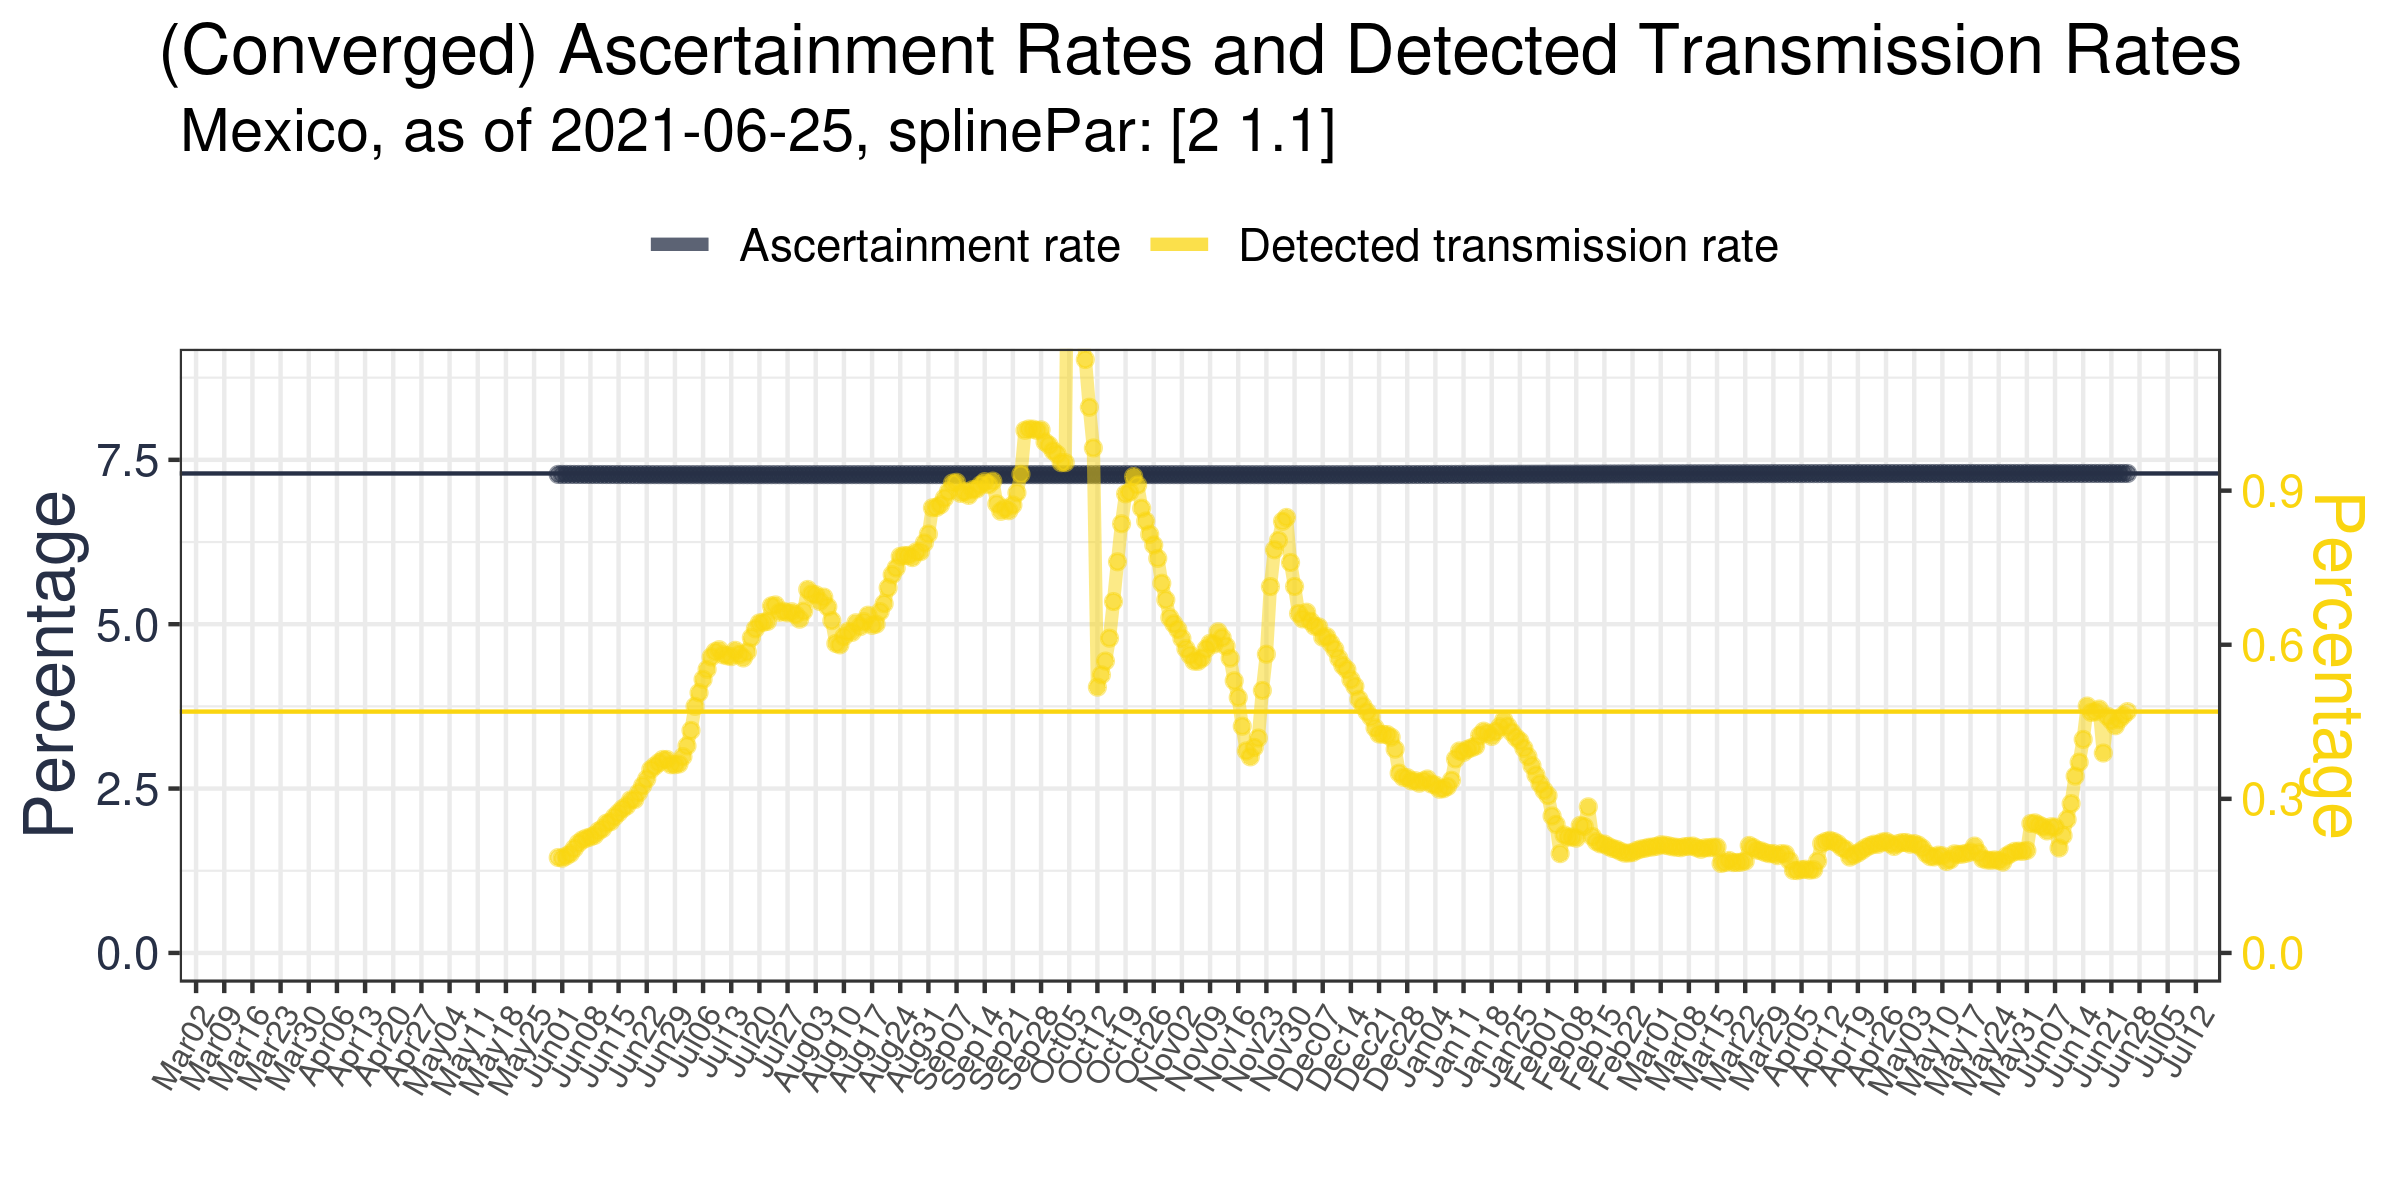 (Converged) Ascertainment Rates and Detected Transmission Rates
Mexico, as of 2021-06-25, splinePar: [2 1.1]
Ascertainment rate
Detected transmission rate
Percentage
7.5
5.0
2.5
0.0
0.9
0.6
0.3
0.0
Percentage
Mar02
Mar09
Mar16
Mar23
Mar30
Apr06
Apr13
Apr20
Apr27
May04
May11
May18
May25
Jun01
Jun08
Jun15
Jun22
Jun29
Jul06
Jul13
Jul20
Jul27
Aug03
Aug10
Aug17
Aug24
Aug31
Sep07
Sep14
Sep21
Sep28
Oct05
Oct12
Oct19
Oct26
Nov02
Nov09
Nov16
Nov23
Nov30
Dec07
Dec14
Dec21
Dec28
Jan04
Jan11
Jan18
Jan25
Feb01
Feb08
Feb15
Feb22
Mar01
Mar08
Mar15
Mar22
Mar29
Apr05
Apr12
Apr19
Apr26
May03
May10
May17
May24
May31
Jun07
Jun14
Jun21
Jun28
Jul05
Jul12